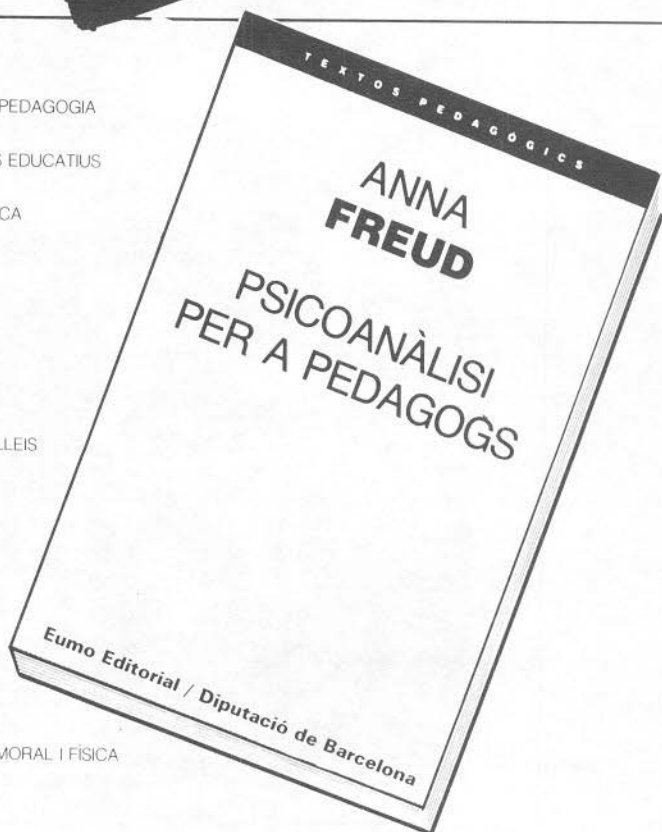 PEDAGOGIA
EDUCATIUS
CA
LLEIS
MORAL I FÍSICA
TEXTOS PEDAGÒGICS
ANNA
FREUD
PSICOANÀLISI
PER A PEDAGOGS
Eumo Editorial / Diputació de Barcelona